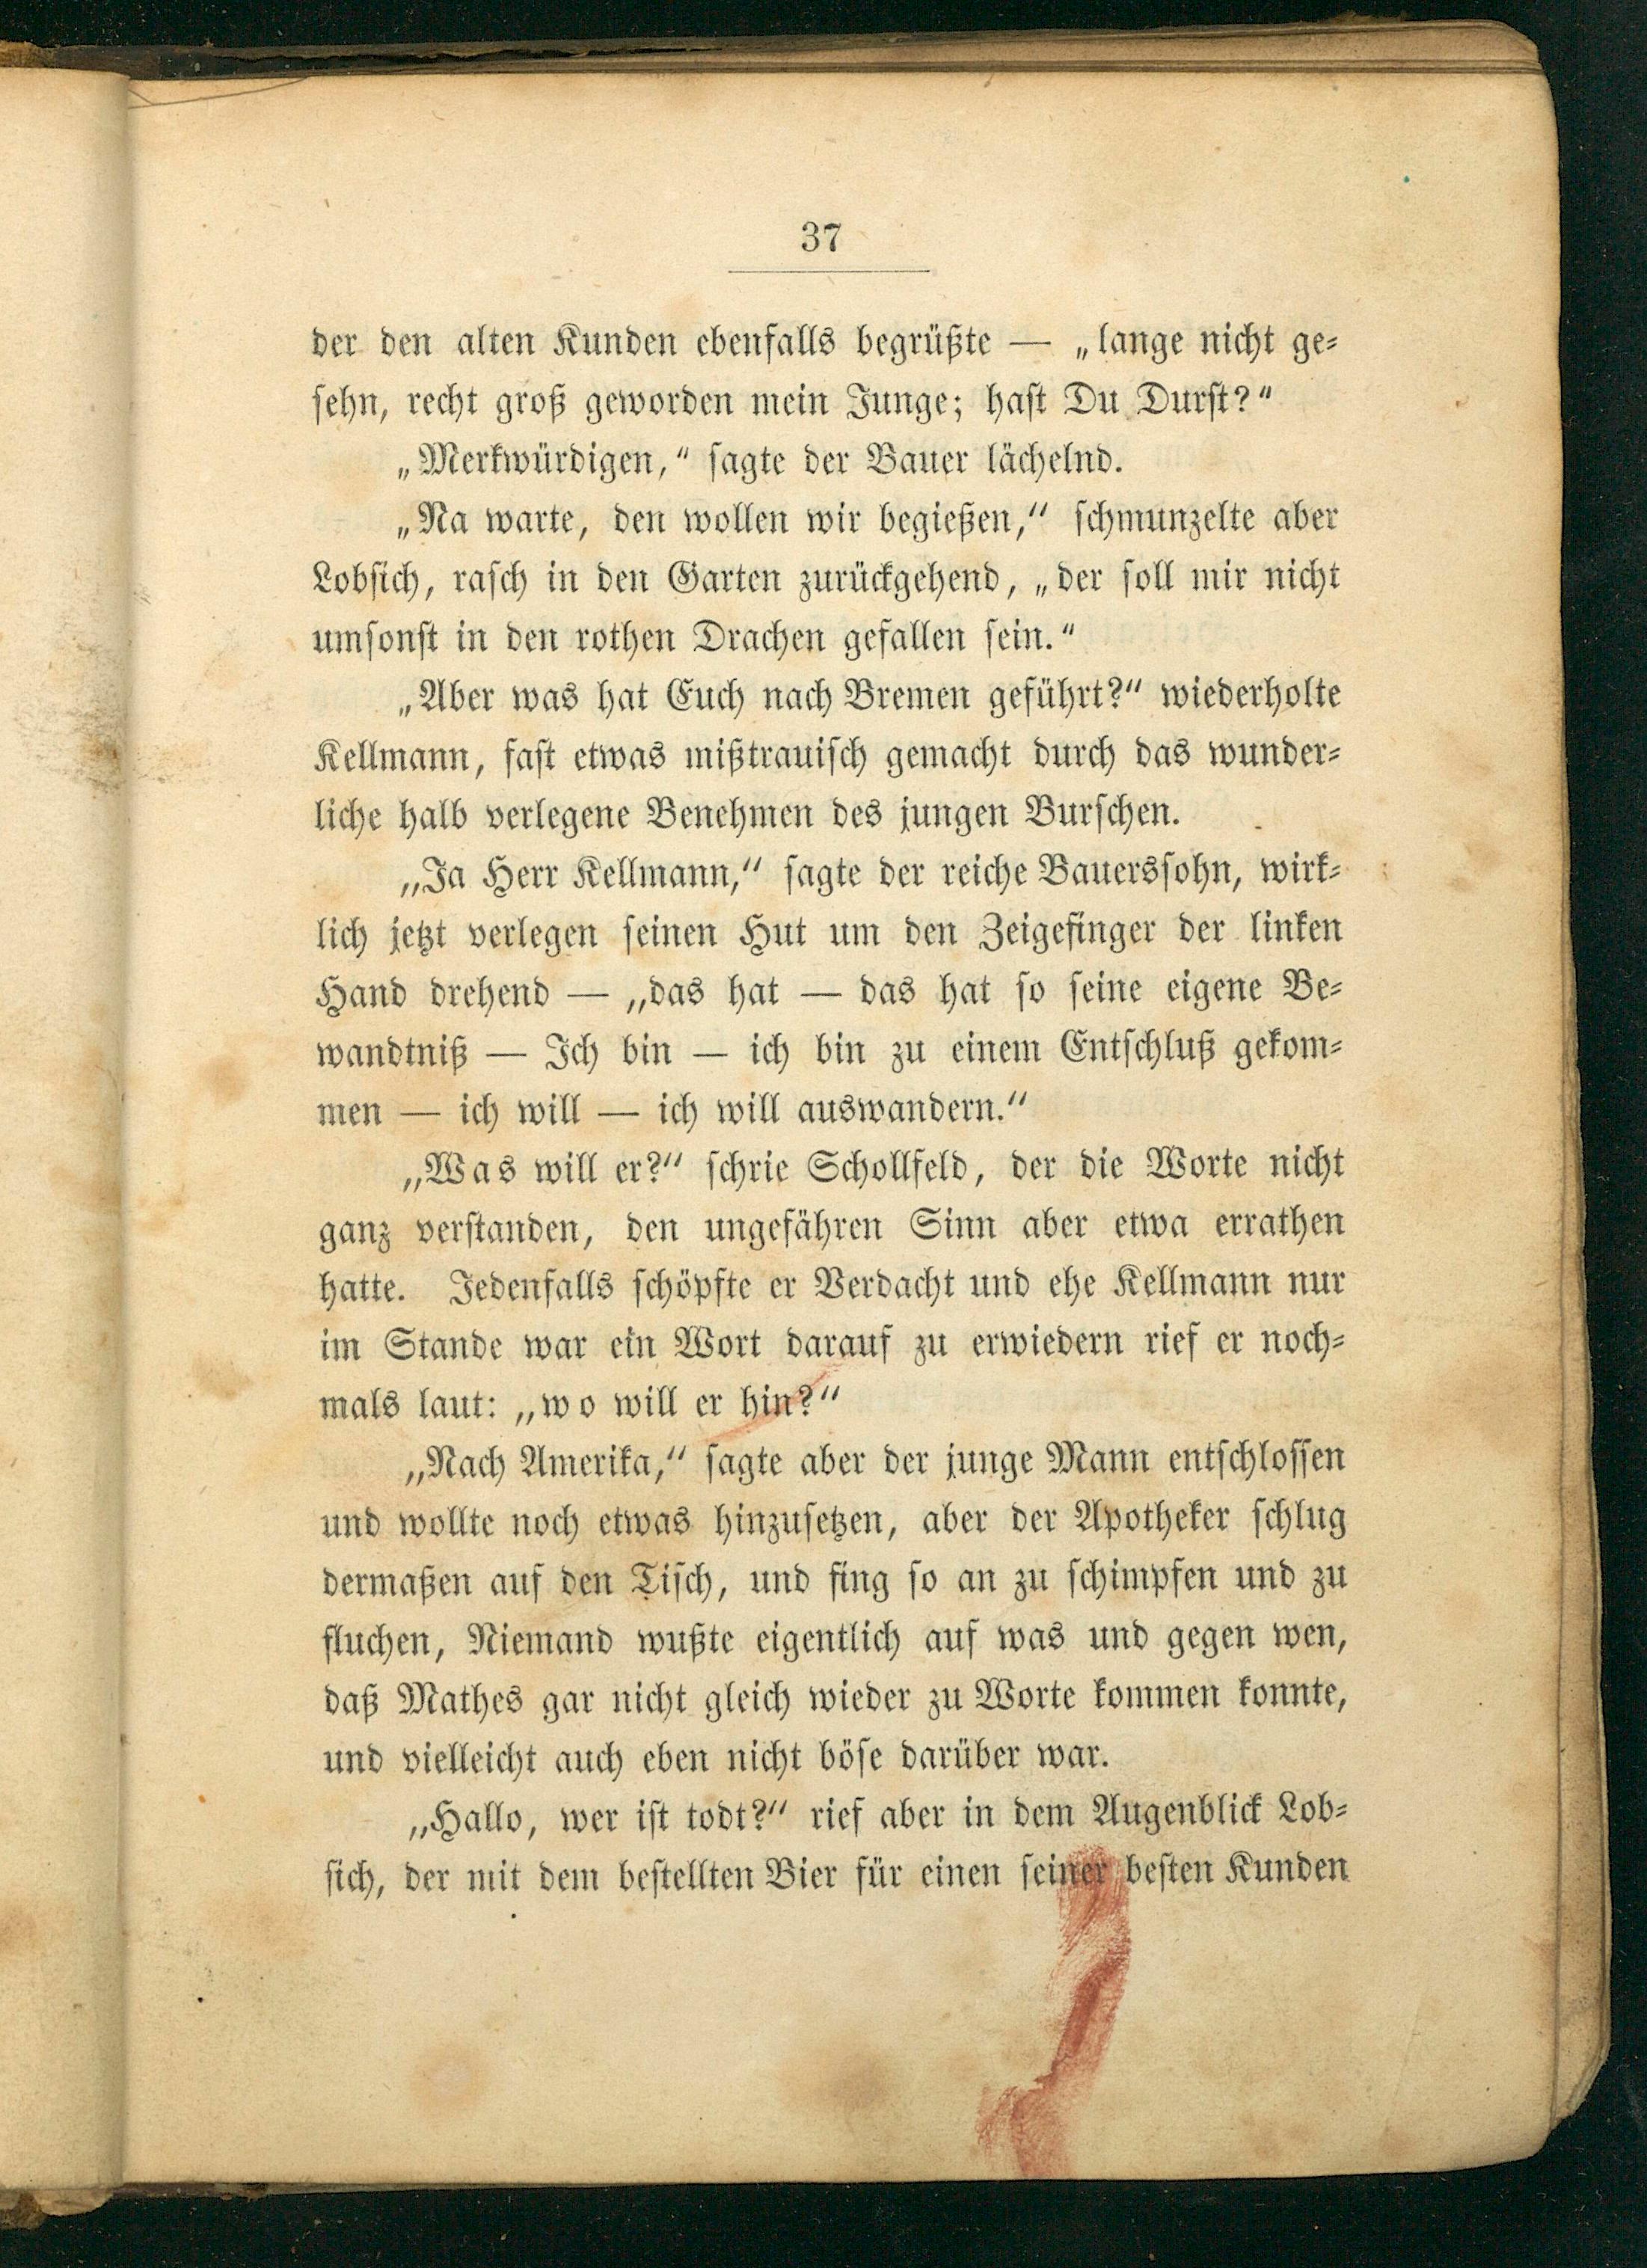 37
der den alten Kunden ebenfalls begrüßte — „lange nicht ge-
sehn, recht groß geworden mein Junge; hast Du Durst?“
„Merkwürdigen,“ sagte der Bauer lächelnd.
„Na warte, den wollen wir begießen,“ schmunzelte aber
Lobsich, rasch in den Garten zurückgehend, „der soll mir nicht
umsonst in den rothen Drachen gefallen sein.“
„Aber was hat Euch nach Bremen geführt?“ wiederholte
Kellmann, fast etwas mißtrauisch gemacht durch das wunder-
liche halb verlegene Benehmen des jungen Burschen.
„Ja Herr Kellmann,“ sagte der reiche Bauerssohn, wirk-
lich jetzt verlegen seinen Hut um den Zeigefinger der linken
Hand drehend — „das hat — das hat so seine eigene Be-
wandtniß — Ich bin — ich bin zu einem Entschluß gekom-
men — ich will — ich will auswandern.“
„Was will er?“ schrie Schollfeld, der die Worte nicht
ganz verstanden, den ungefähren Sinn aber etwa errathen
hatte. Jedenfalls schöpfte er Verdacht und ehe Kellmann nur
im Stande war ein Wort darauf zu erwiedern rief er noch-
mals laut: „wo will er hin?“
„Nach Amerika,“ sagte aber der junge Mann entschlossen
und wollte noch etwas hinzusetzen, aber der Apotheker schlug
dermaßen auf den Tisch, und fing so an zu schimpfen und zu
fluchen, Niemand wußte eigentlich auf was und gegen wen,
daß Mathes gar nicht gleich wieder zu Worte kommen konnte,
und vielleicht auch eben nicht böse darüber war.
„Hallo, wer ist todt?“ rief aber in dem Augenblick Lob-
sich, der mit dem bestellten Bier für einen seiner besten Kunden